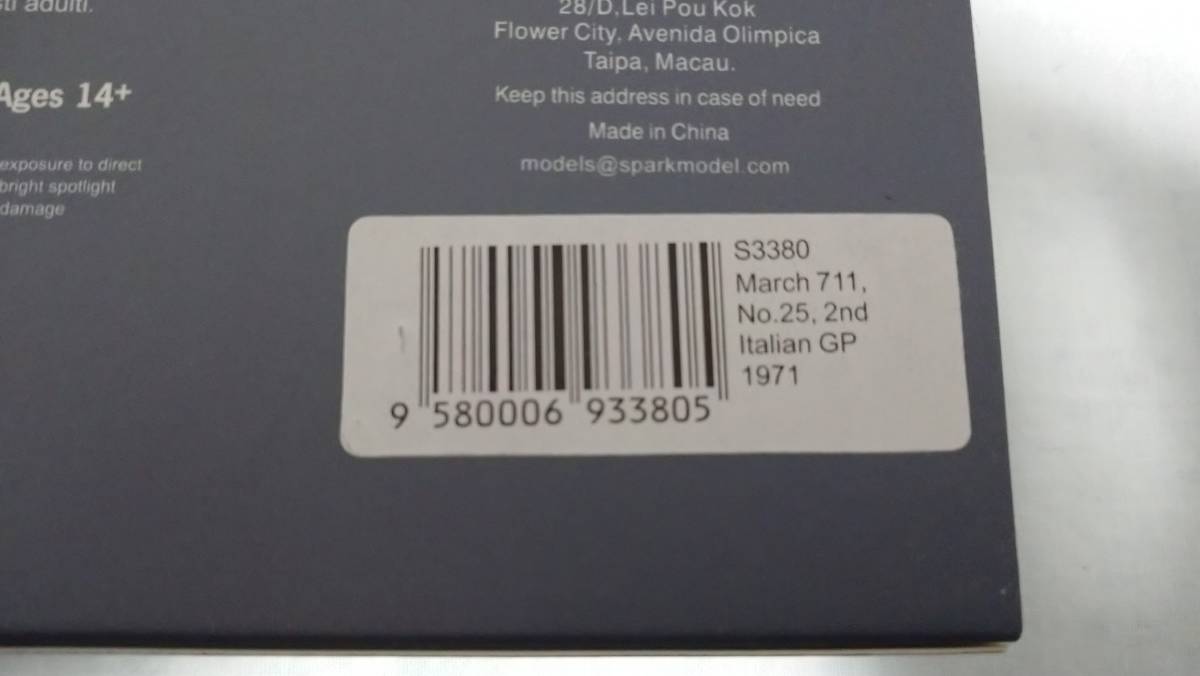 sti adulti.
Ages 14+
exposure to direct
bright spotlight
damage
28/D, Lei Pou Kok
Flower City, Avenida Olimpica
Taipa, Macau.
Keep this address in case of need
Made in China
models@sparkmodel.com
S3380
March 711,
No.25, 2nd
Italian GP
1971
9 580006 933805